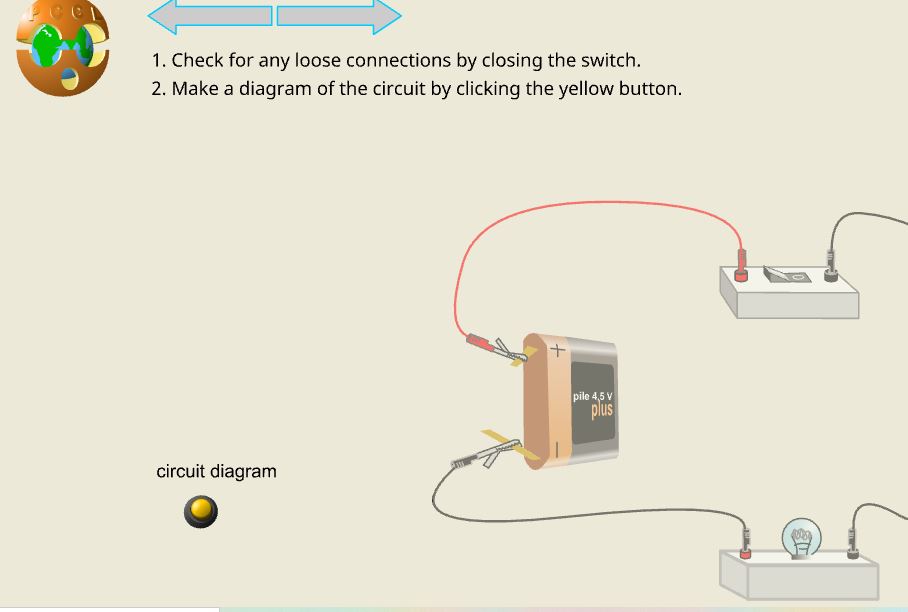 PCCL
1. Check for any loose connections by closing the switch.
2. Make a diagram of the circuit by clicking the yellow button.
+
pile 4,5 V
plus
−
circuit diagram